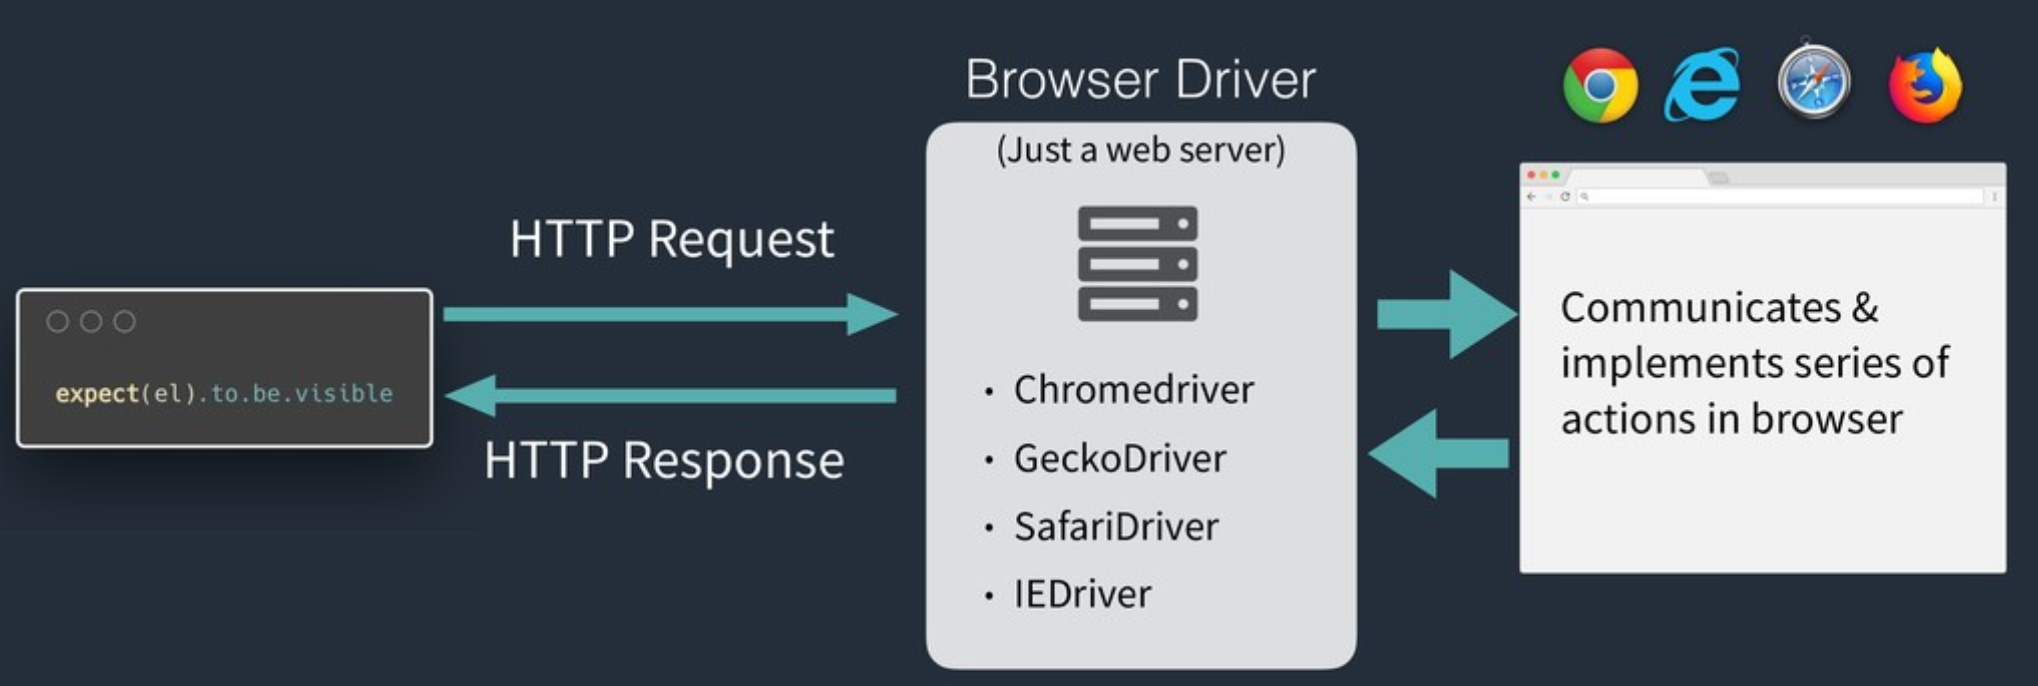 Browser Driver
(Just a web server)
HTTP Request
expect(el).to.be.visible
HTTP Response
• Chromedriver
• GeckoDriver
• SafariDriver
• IEDriver
Communicates &
implements series of
actions in browser